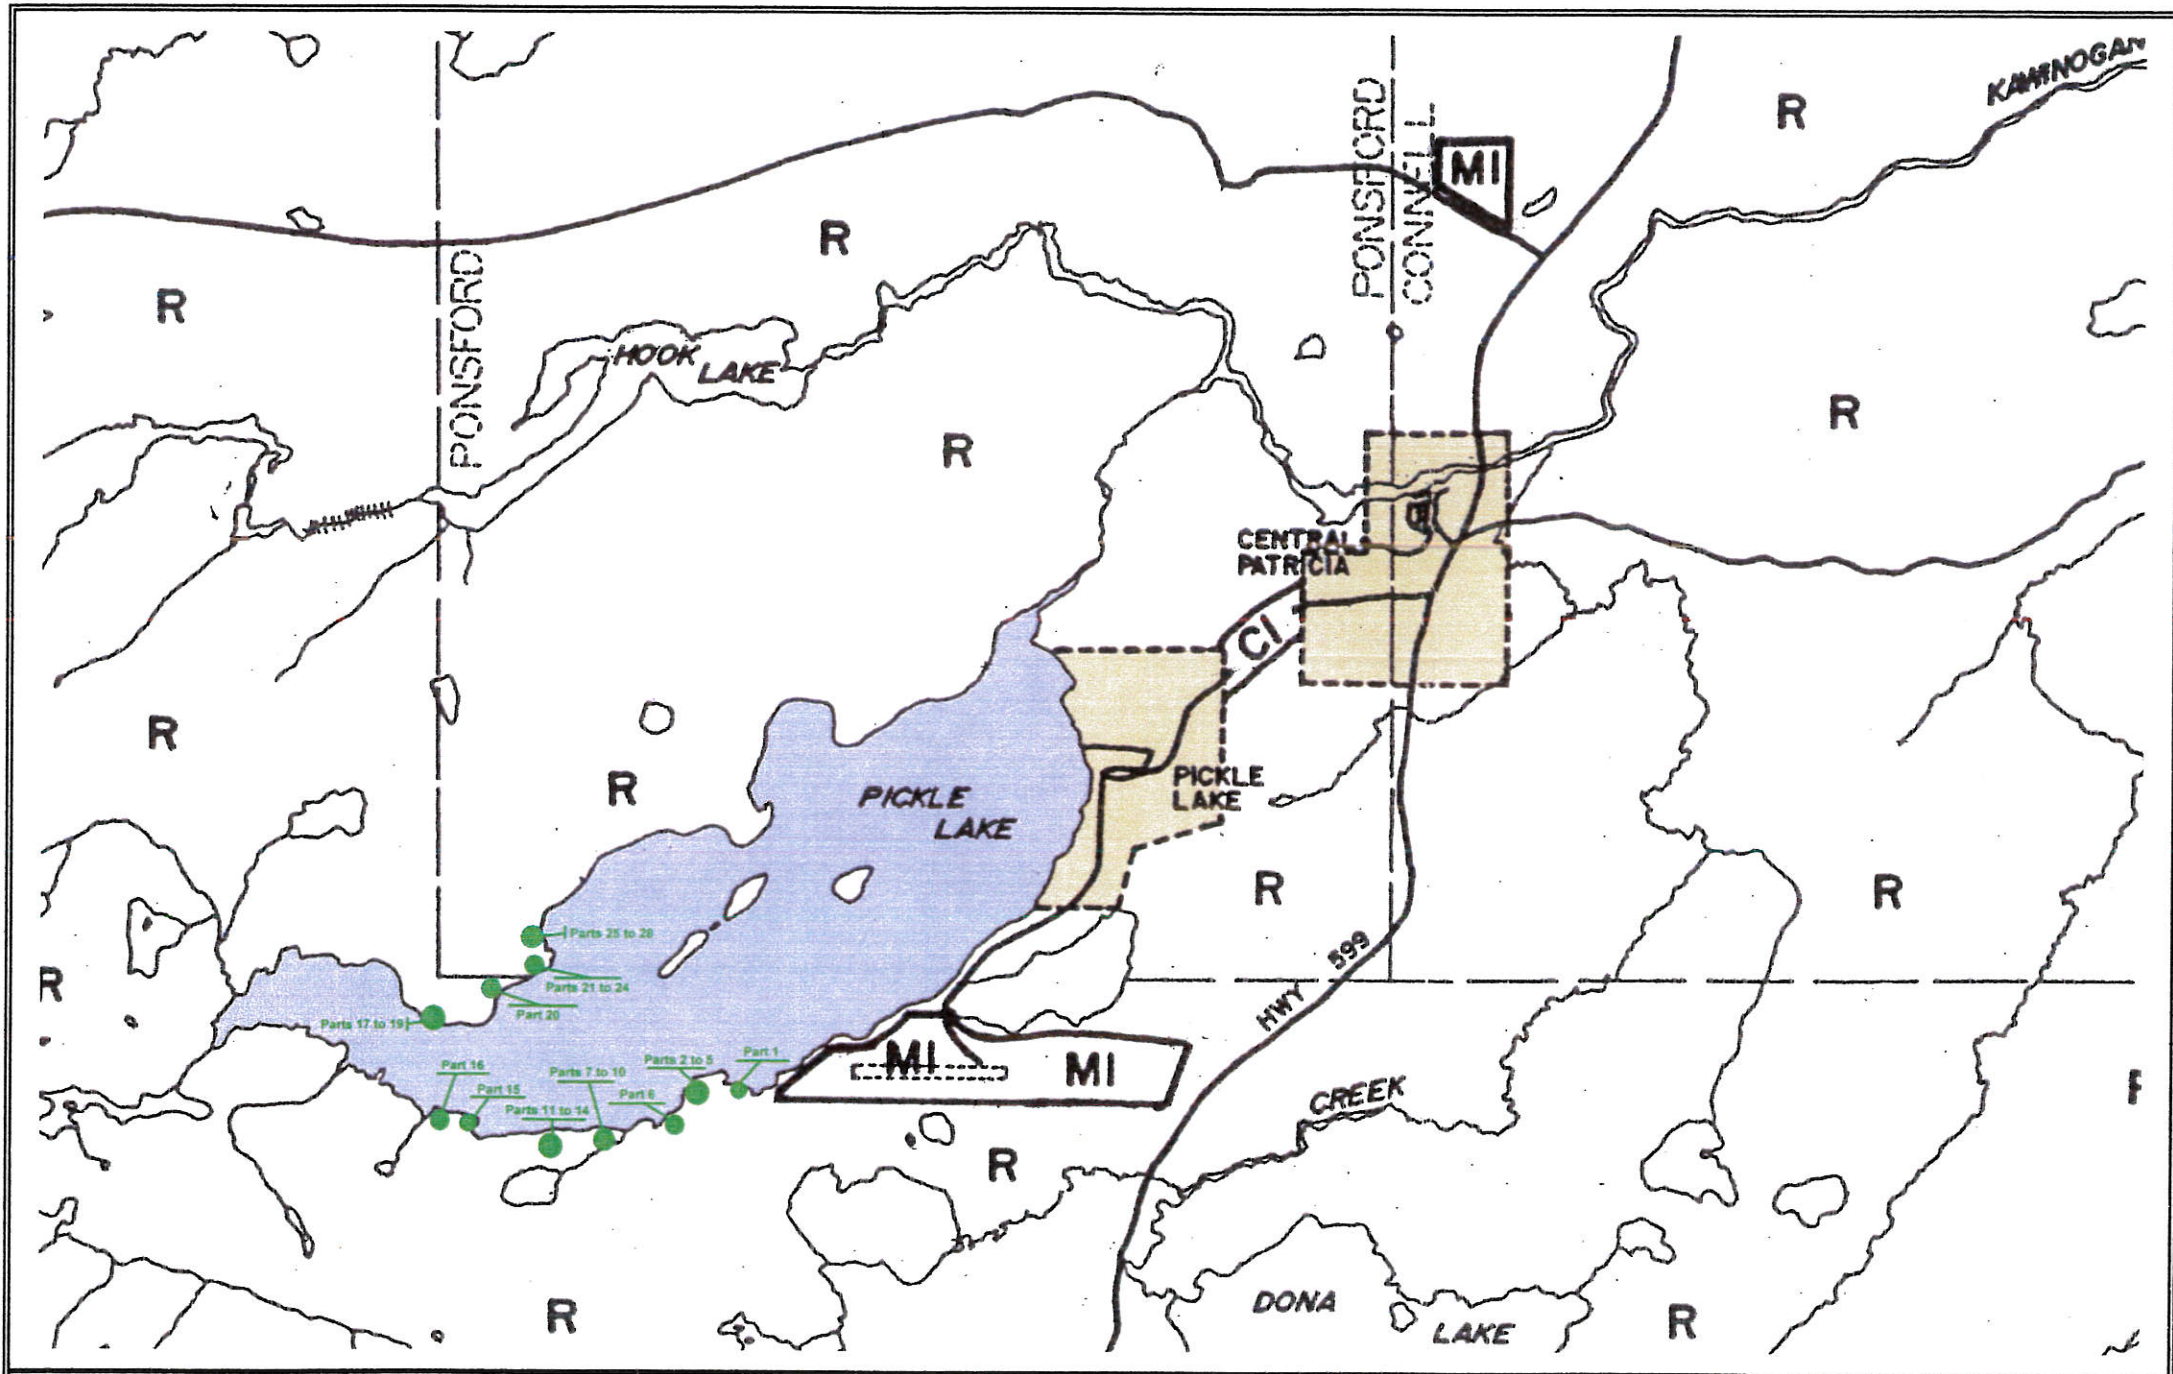 KAWINOGAN
R
PONSFORD
CONNELL
MI
R
R
PONSFORD
HOOK
LAKE
R
R
CENTRAL
PATRICIA
CI
R
R
PICKLE
LAKE
PICKLE
LAKE
R
R
Parts 25 to 28
HWY 599
R
Parts 21 to 24
Part 20
Parts 17 to 19
Part 16
Part 15
Parts 7 to 10
Parts 11 to 14
Parts 2 to 5
Part 6
Part 1
MI
MI
CREEK
R
R
DONA
LAKE
R